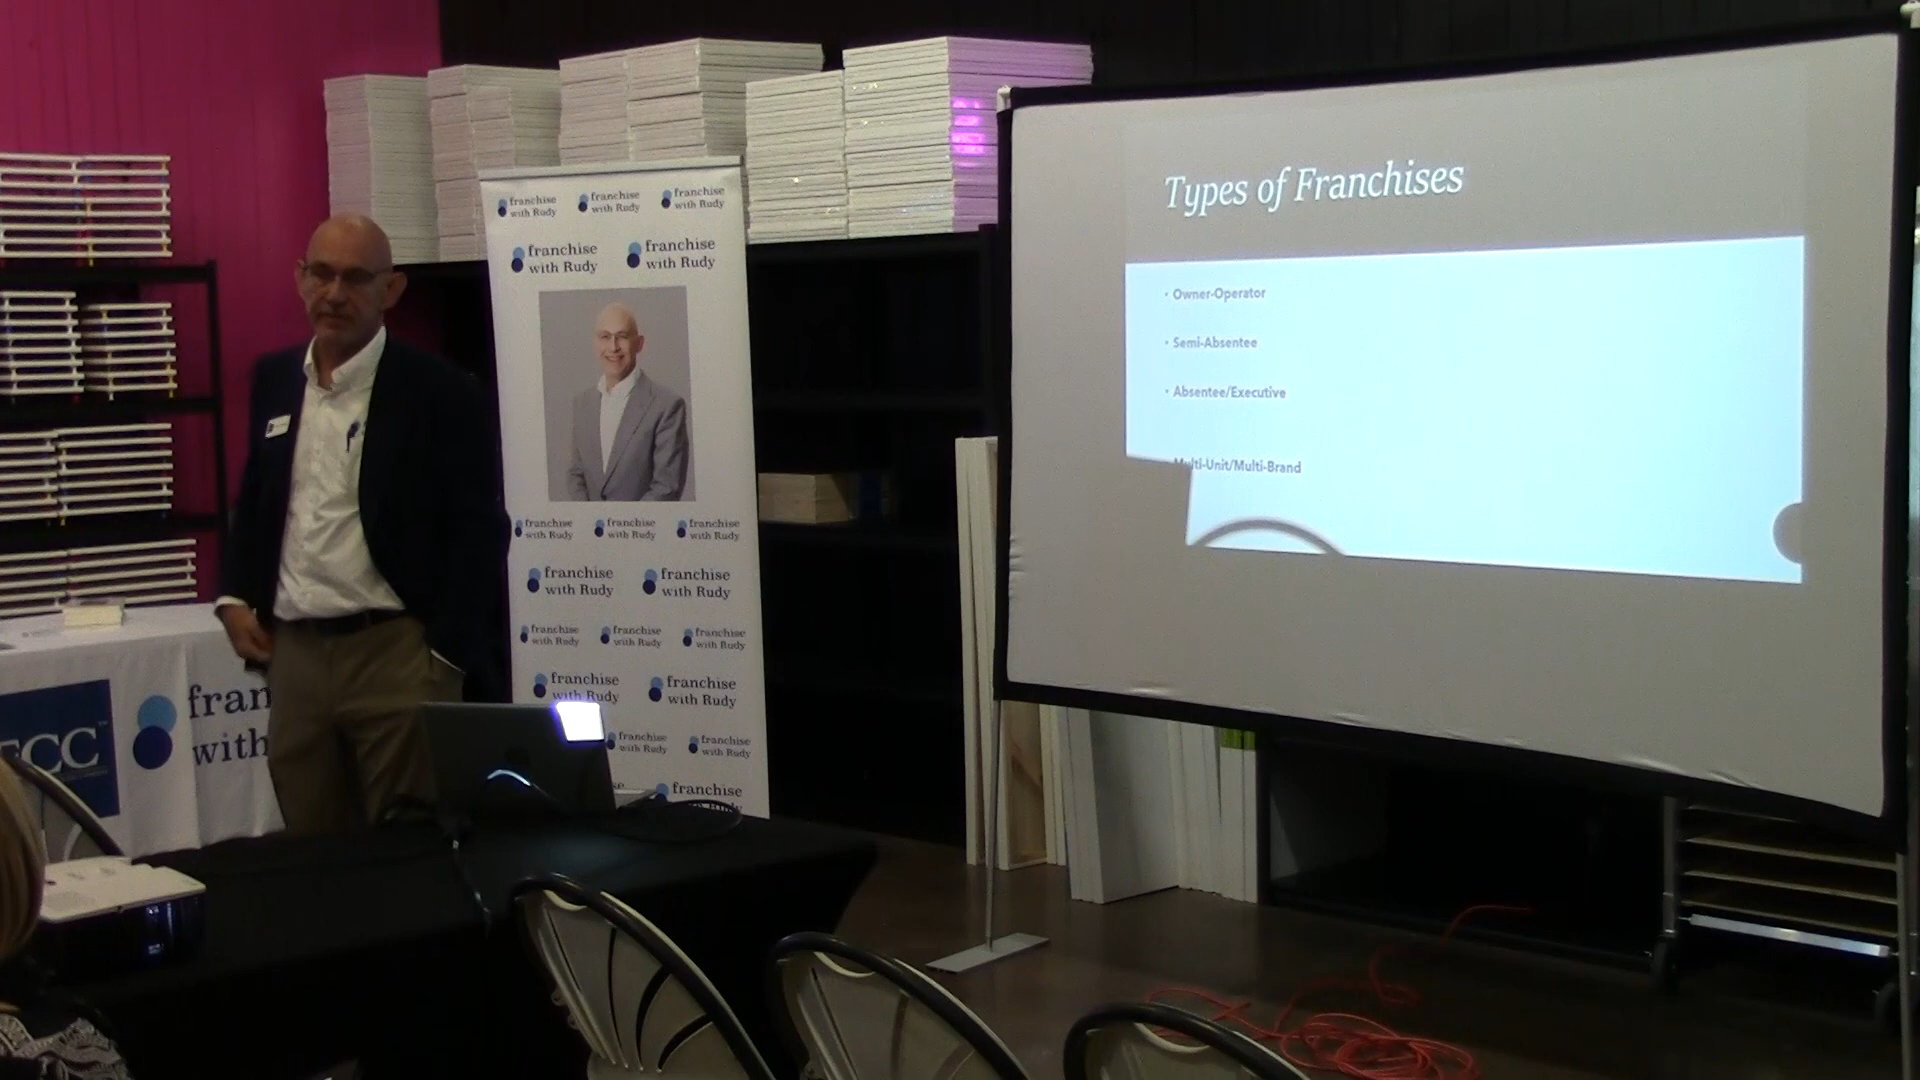 franchise
with Rudy
franchise
with Rudy
franchise
with Rudy
franchise
with Rudy
franchise
with Rudy
franchise
with Rudy
franchise
with Rudy
franchise
with Rudy
franchise
with Rudy
franchise
with Rudy
franchise
with Rudy
franchise
with Rudy
franchise
with Rudy
franchise
with Rudy
franchise
with Rudy
franchise
with Rudy
franchise
with Rudy
franchise
fran
with
Types of Franchises
• Owner-Operator
• Semi-Absentee
• Absentee/Executive
Multi-Unit/Multi-Brand